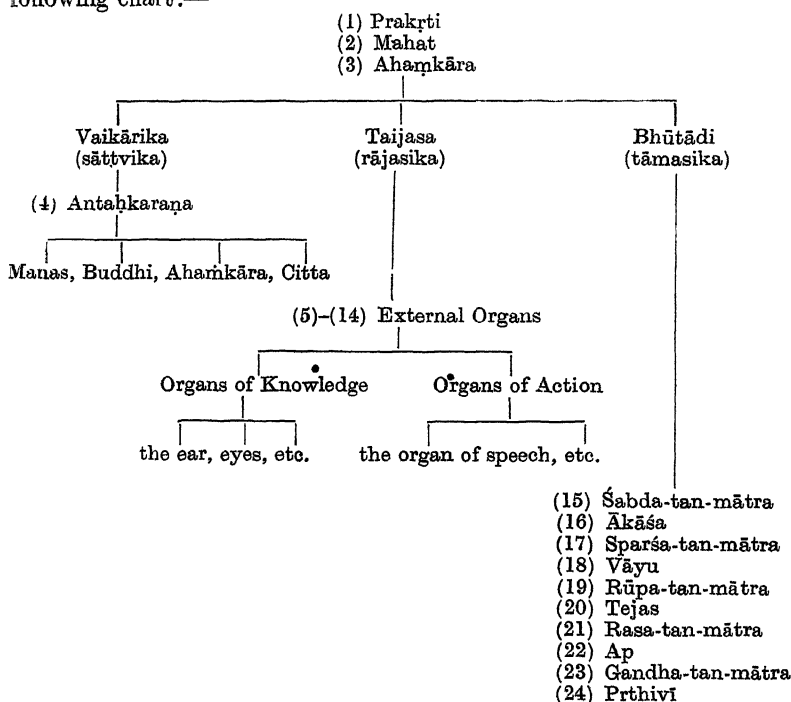 following chart:—
(1) Prakṛti
(2) Mahat
(3) Ahaṃkāra
Vaikārika Taijasa Bhūtādi
(sāṭtvika) (rājasika) (tāmasika)
(4) Antaḥkaraṇa
Manas, Buddhi, Ahaṁkāra, Citta
(5)–(14) External Organs
Organs of Knowledge Organs of Action
the ear, eyes, etc. the organ of speech, etc.
(15) Śabda-tan-mātra
(16) Ākāśa
(17) Sparśa-tan-mātra
(18) Vāyu
(19) Rūpa-tan-mātra
(20) Tejas
(21) Rasa-tan-mātra
(22) Ap
(23) Gandha-tan-mātra
(24) Pṛthivī